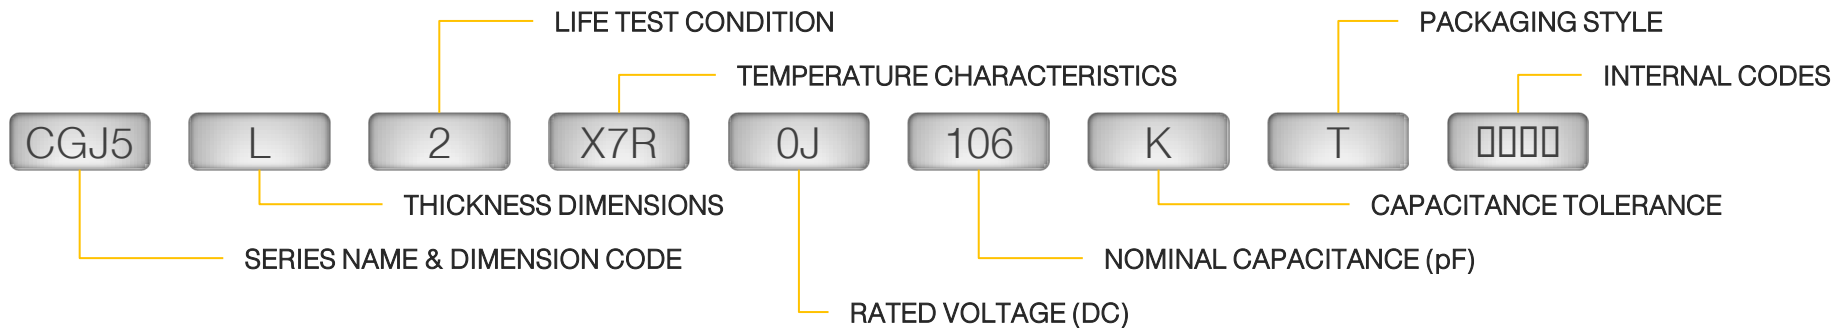 LIFE TEST CONDITION
PACKAGING STYLE
TEMPERATURE CHARACTERISTICS
INTERNAL CODES
CGJ5 L 2 X7R 0J 106 K T □□□□
THICKNESS DIMENSIONS
CAPACITANCE TOLERANCE
SERIES NAME & DIMENSION CODE
NOMINAL CAPACITANCE (pF)
RATED VOLTAGE (DC)